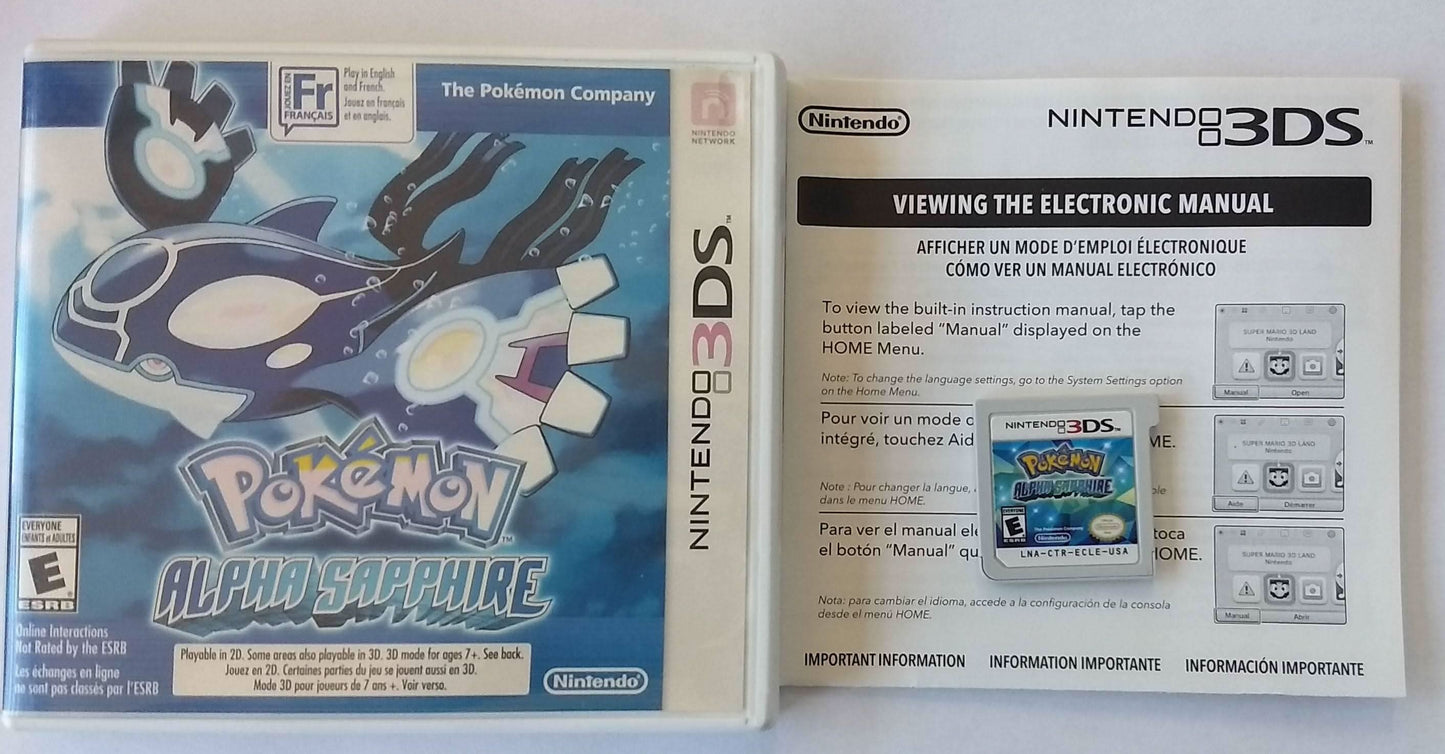 JOUEZ EN
Fr
FRANÇAIS
Play in English
and French.
Jouez en français
et en anglais.
The Pokémon Company
NINTENDO
NETWORK
NINTENDO 3DS™
POKéMON™
ALPHA SAPPHIRE
EVERYONE
ENFANTS et ADULTES
E
ESRB
Online Interactions
Not Rated by the ESRB
Les échanges en ligne
ne sont pas classés par l'ESRB
Playable in 2D. Some areas also playable in 3D. 3D mode for ages 7+. See back.
Jouez en 2D. Certaines parties du jeu se jouent aussi en 3D.
Mode 3D pour joueurs de 7 ans +. Voir verso.
Nintendo®
Nintendo®
NINTENDO 3DS™
VIEWING THE ELECTRONIC MANUAL
AFFICHER UN MODE D'EMPLOI ÉLECTRONIQUE
CÓMO VER UN MANUAL ELECTRÓNICO
To view the built-in instruction manual, tap the
button labeled "Manual" displayed on the
HOME Menu.
Note: To change the language settings, go to the System Settings option
on the Home Menu.
SUPER MARIO 3D LAND
Nintendo
Manual
Open
Pour voir un mode
intégré, touchez Aid
ME.
Note : Pour changer la langue,
dans le menu HOME.
SUPER MARIO 3D LAND
Nintendo
Aide
Démarrer
Para ver el manual ele
toca
el botón "Manual" qu
HOME.
Nota: para cambiar el idioma, accede a la configuración de la consola
desde el menú HOME.
SUPER MARIO 3D LAND
Nintendo
Manual
Abrir
IMPORTANT INFORMATION INFORMATION IMPORTANTE INFORMACIÓN IMPORTANTE
NINTENDO 3DS™
POKéMON
ALPHA SAPPHIRE
EVERYONE
E
ESRB
The Pokémon Company
Nintendo
LNA-CTR-ECLE-USA